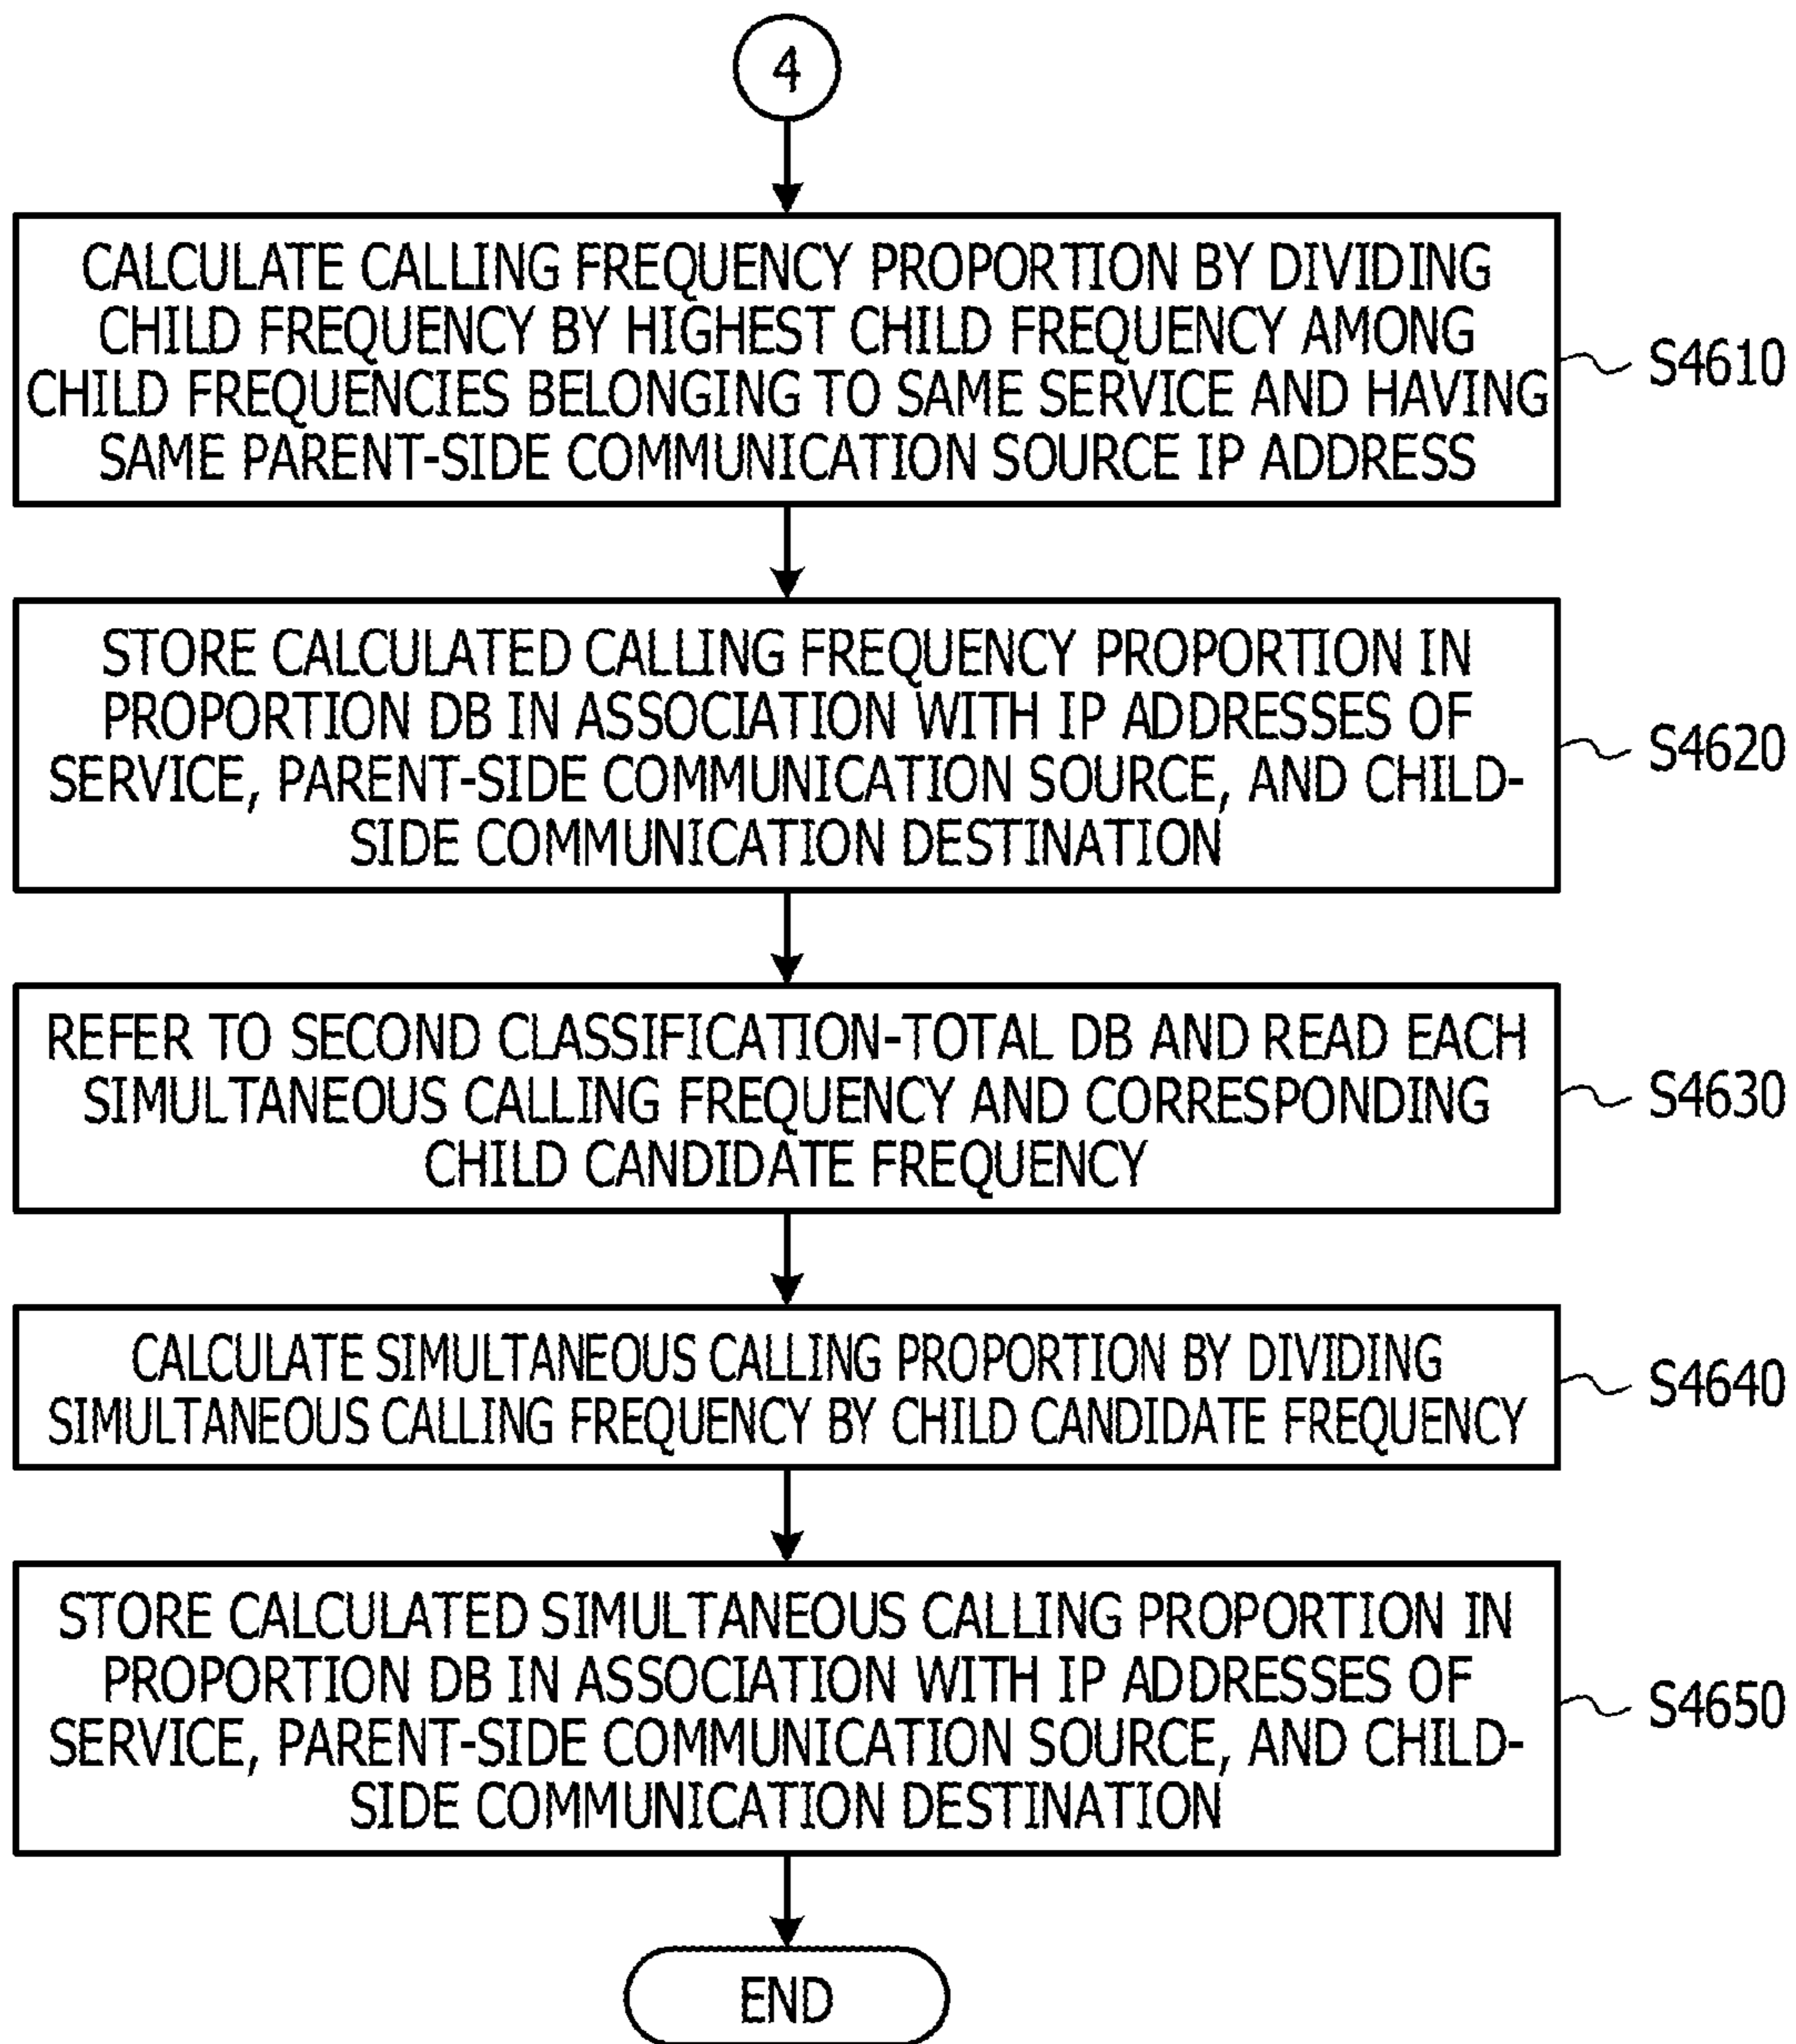 4
CALCULATE CALLING FREQUENCY PROPORTION BY DIVIDING
CHILD FREQUENCY BY HIGHEST CHILD FREQUENCY AMONG
CHILD FREQUENCIES BELONGING TO SAME SERVICE AND HAVING
SAME PARENT-SIDE COMMUNICATION SOURCE IP ADDRESS
S4610
STORE CALCULATED CALLING FREQUENCY PROPORTION IN
PROPORTION DB IN ASSOCIATION WITH IP ADDRESSES OF
SERVICE, PARENT-SIDE COMMUNICATION SOURCE, AND CHILD-
SIDE COMMUNICATION DESTINATION
S4620
REFER TO SECOND CLASSIFICATION-TOTAL DB AND READ EACH
SIMULTANEOUS CALLING FREQUENCY AND CORRESPONDING
CHILD CANDIDATE FREQUENCY
S4630
CALCULATE SIMULTANEOUS CALLING PROPORTION BY DIVIDING
SIMULTANEOUS CALLING FREQUENCY BY CHILD CANDIDATE FREQUENCY
S4640
STORE CALCULATED SIMULTANEOUS CALLING PROPORTION IN
PROPORTION DB IN ASSOCIATION WITH IP ADDRESSES OF
SERVICE, PARENT-SIDE COMMUNICATION SOURCE, AND CHILD-
SIDE COMMUNICATION DESTINATION
S4650
END